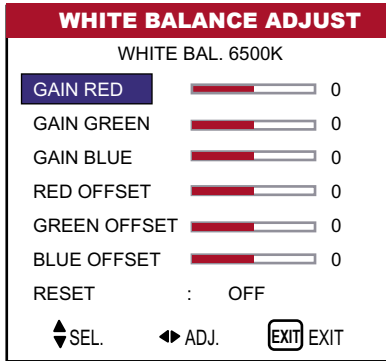 WHITE BALANCE ADJUST
WHITE BAL. 6500K
GAIN RED 0
GAIN GREEN 0
GAIN BLUE 0
RED OFFSET 0
GREEN OFFSET 0
BLUE OFFSET 0
RESET : OFF
SEL. ADJ. EXIT EXIT